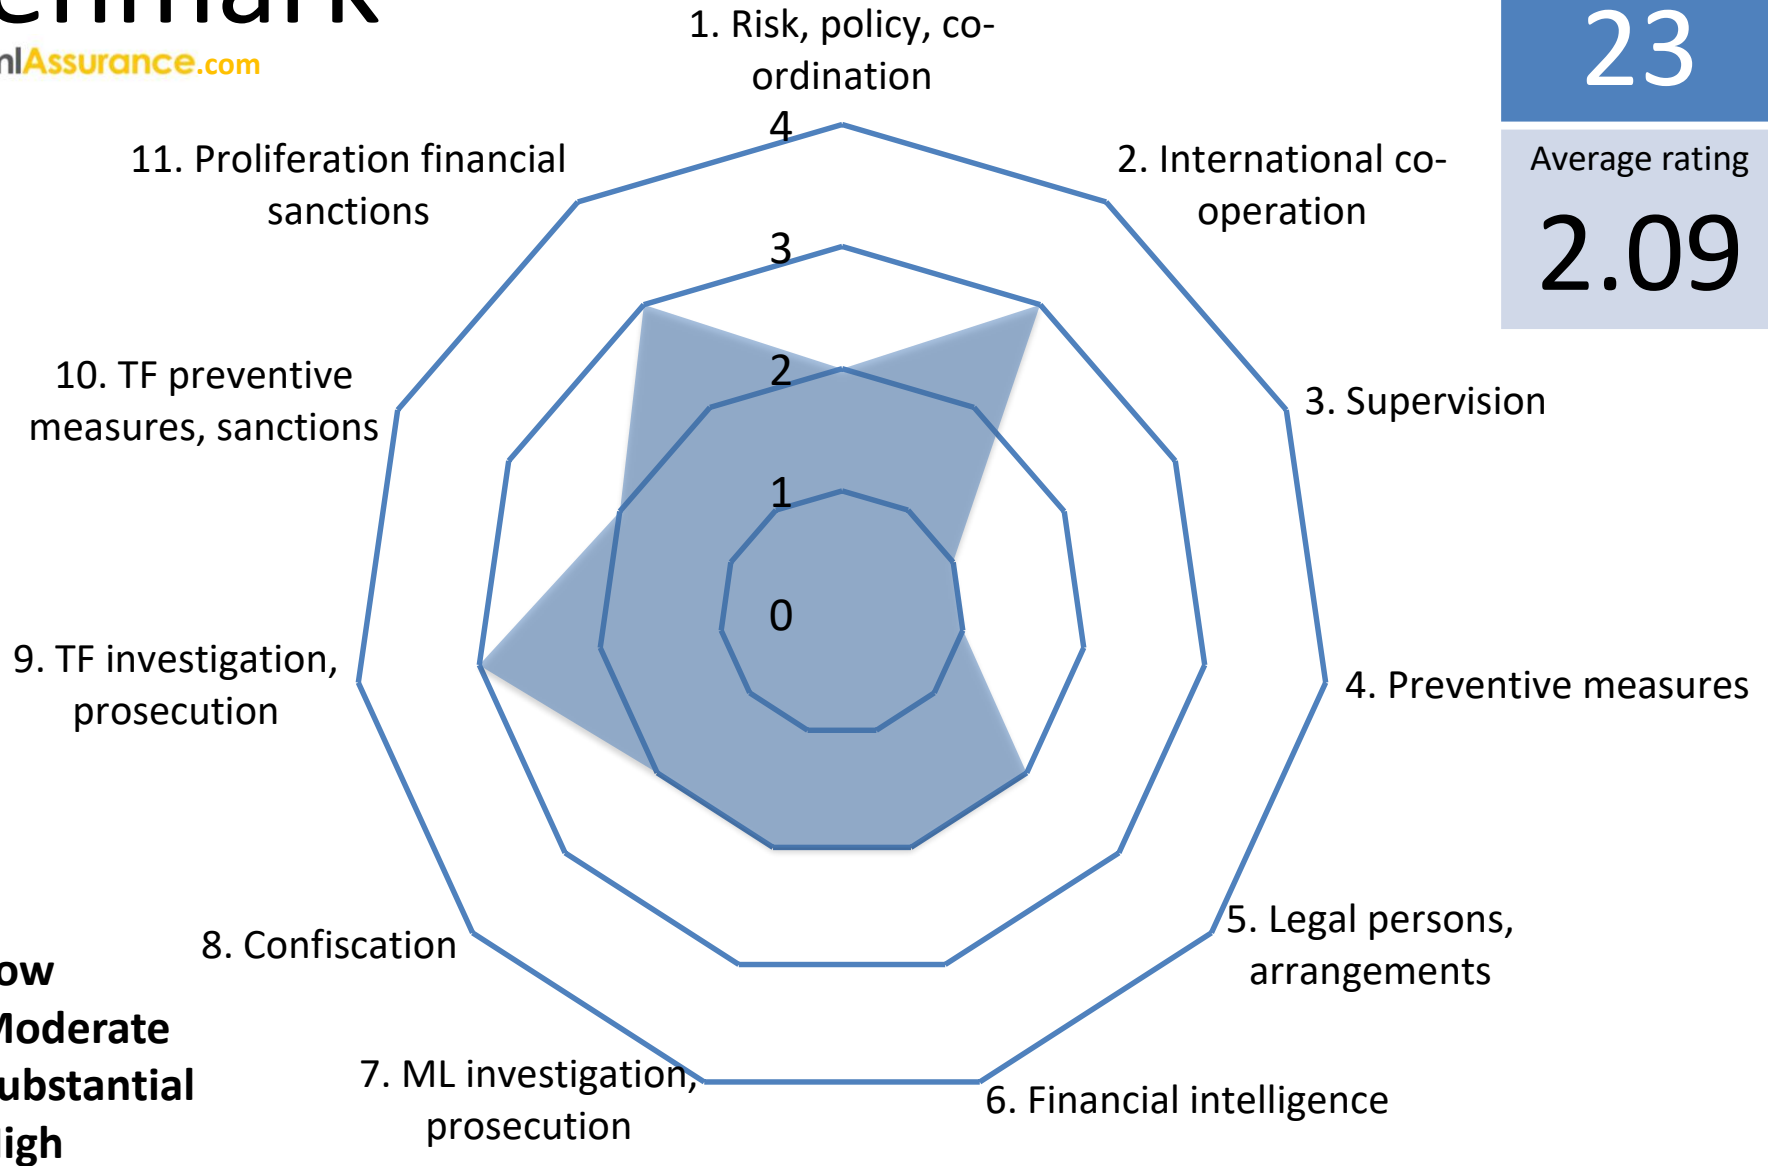 1. Risk, policy, co-
ordination
23
Assurance.com
4
11. Proliferation financial
sanctions
2. International co-
operation
Average rating
2.09
3
10. TF preventive
measures, sanctions
2
3. Supervision
1
0
9. TF investigation,
prosecution
4. Preventive measures
8. Confiscation
5. Legal persons,
arrangements
7. ML investigation,
prosecution
6. Financial intelligence
ow
Moderate
ubstantial
igh